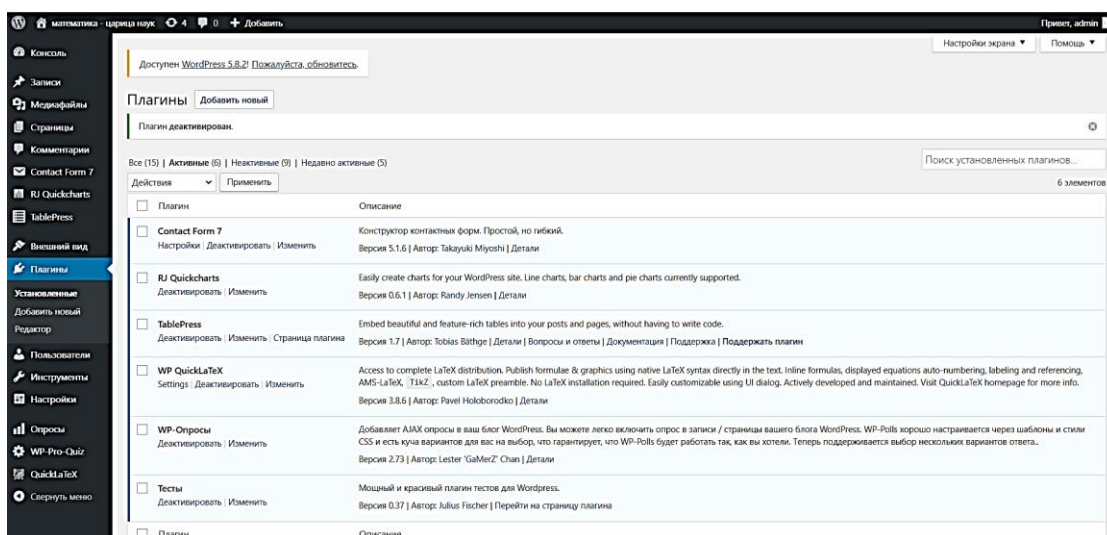 математика - царица наук 4 0 + Добавить Привет, admin
Консоль
Записи
Медиафайлы
Страницы
Комментарии
Contact Form 7
RJ Quickcharts
TablePress
Внешний вид
Плагины
Установленные
Добавить новый
Редактор
Пользователи
Инструменты
Настройки
Опросы
WP-Pro-Quiz
QuickLaTeX
Свернуть меню
Настройки экрана ▼ Помощь ▼
Доступен WordPress 5.8.2! Пожалуйста, обновитесь.
Плагины Добавить новый
Плагин деактивирован.
Все (15) | Активные (6) | Неактивные (9) | Недавно активные (5)
Поиск установленных плагинов...
Действия Применить
6 элементов
Плагин Описание
Contact Form 7
Настройки | Деактивировать | Изменить
Конструктор контактных форм. Простой, но гибкий.
Версия 5.1.6 | Автор: Takayuki Miyoshi | Детали
RJ Quickcharts
Деактивировать | Изменить
Easily create charts for your WordPress site. Line charts, bar charts and pie charts currently supported.
Версия 0.6.1 | Автор: Randy Jensen | Детали
TablePress
Деактивировать | Изменить | Страница плагина
Embed beautiful and feature-rich tables into your posts and pages, without having to write code.
Версия 1.7 | Автор: Tobias Bäthge | Детали | Вопросы и ответы | Документация | Поддержка | Поддержать плагин
WP QuickLaTeX
Settings | Деактивировать | Изменить
Access to complete LaTeX distribution. Publish formulae & graphics using native LaTeX syntax directly in the text. Inline formulas, displayed equations auto-numbering, labeling and referencing,
AMS-LaTeX, TikZ, custom LaTeX preamble. No LaTeX installation required. Easily customizable using UI dialog. Actively developed and maintained. Visit QuickLaTeX homepage for more info.
Версия 3.8.6 | Автор: Pavel Holoborodko | Детали
WP-Опросы
Деактивировать | Изменить
Добавляет AJAX опросы в ваш блог WordPress. Вы можете легко включить опрос в записи / страницы вашего блога WordPress. WP-Polls хорошо настраивается через шаблоны и стили
CSS и есть куча вариантов для вас на выбор, что гарантирует, что WP-Polls будет работать так, как вы хотели. Теперь поддерживается выбор нескольких вариантов ответа..
Версия 2.73 | Автор: Lester 'GaMerZ' Chan | Детали
Тесты
Деактивировать | Изменить
Мощный и красивый плагин тестов для Wordpress.
Версия 0.37 | Автор: Julius Fischer | Перейти на страницу плагина
Плагин Описание